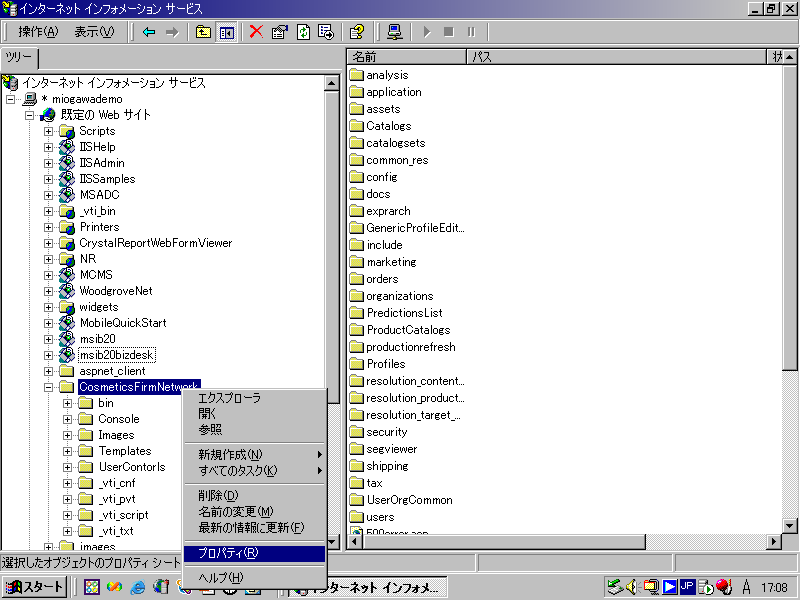 インターネット インフォメーション サービス
操作(A) 表示(V)
ツリー
インターネット インフォメーション サービス
* miogawademo
既定の Web サイト
Scripts
IISHelp
IISAdmin
IISSamples
MSADC
_vti_bin
Printers
CrystalReportWebFormViewer
NR
MCMS
WoodgroveNet
widgets
MobileQuickStart
msib20
msib20bizdesk
aspnet_client
CosmeticsFirmNetwork
bin
Console
Images
Templates
UserContorls
_vti_cnf
_vti_pvt
_vti_script
_vti_txt
images
エクスプローラ
開く
参照
新規作成(N)
すべてのタスク(K)
削除(D)
名前の変更(M)
最新の情報に更新(F)
プロパティ(R)
ヘルプ(H)
名前 パス 状
analysis
application
assets
Catalogs
catalogsets
common_res
config
docs
exprarch
GenericProfileEdit...
include
marketing
orders
organizations
PredictionsList
ProductCatalogs
productionrefresh
Profiles
resolution_content...
resolution_product...
resolution_target_...
security
segviewer
shipping
tax
UserOrgCommon
users
500error.asp
選択したオブジェクトのプロパティ シート
スタート
インターネット インフォメ...
JP
A 17:08